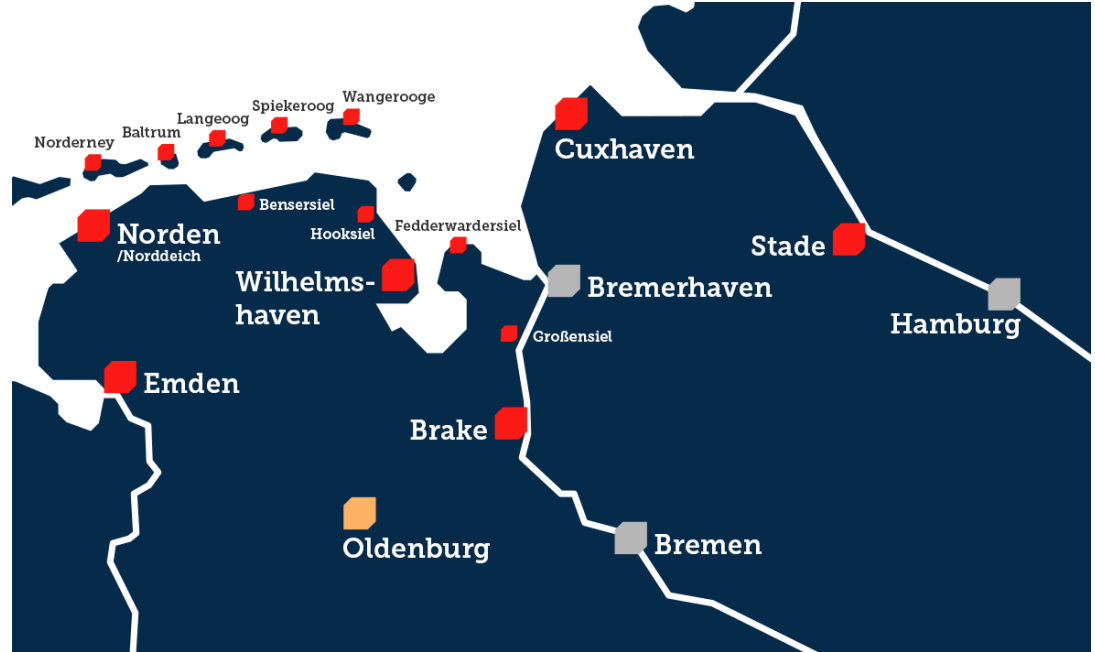 Wangerooge
Spiekeroog
Langeoog
Baltrum
Norderney
Cuxhaven
Bensersiel
Norden
/Norddeich
Hooksiel
Fedderwardersiel
Stade
Wilhelms-
haven
Bremerhaven
Hamburg
Großensiel
Emden
Brake
Oldenburg
Bremen